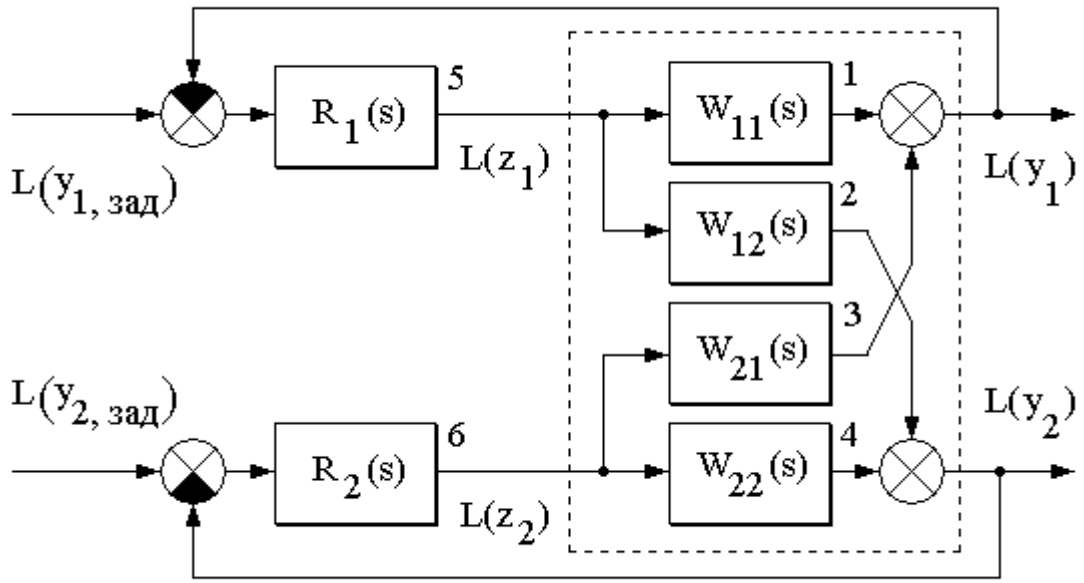 5
R1(s)
L(z1)
L(y1, зад)
1
W11(s)
2
W12(s)
3
W21(s)
4
W22(s)
L(y1)
L(y2, зад)
6
R2(s)
L(z2)
L(y2)